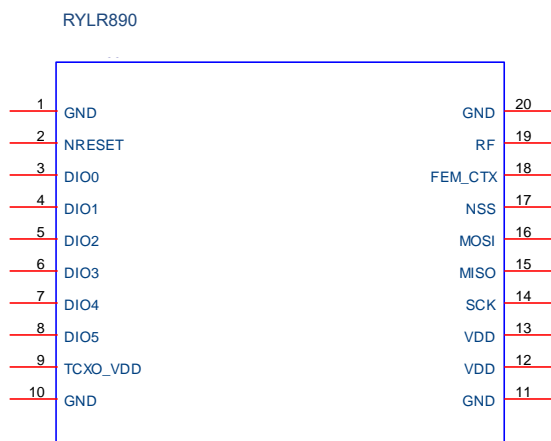 RYLR890
1 GND GND 20
2 NRESET RF 19
3 DIO0 FEM_CTX 18
4 DIO1 NSS 17
5 DIO2 MOSI 16
6 DIO3 MISO 15
7 DIO4 SCK 14
8 DIO5 VDD 13
9 TCXO_VDD VDD 12
10 GND GND 11